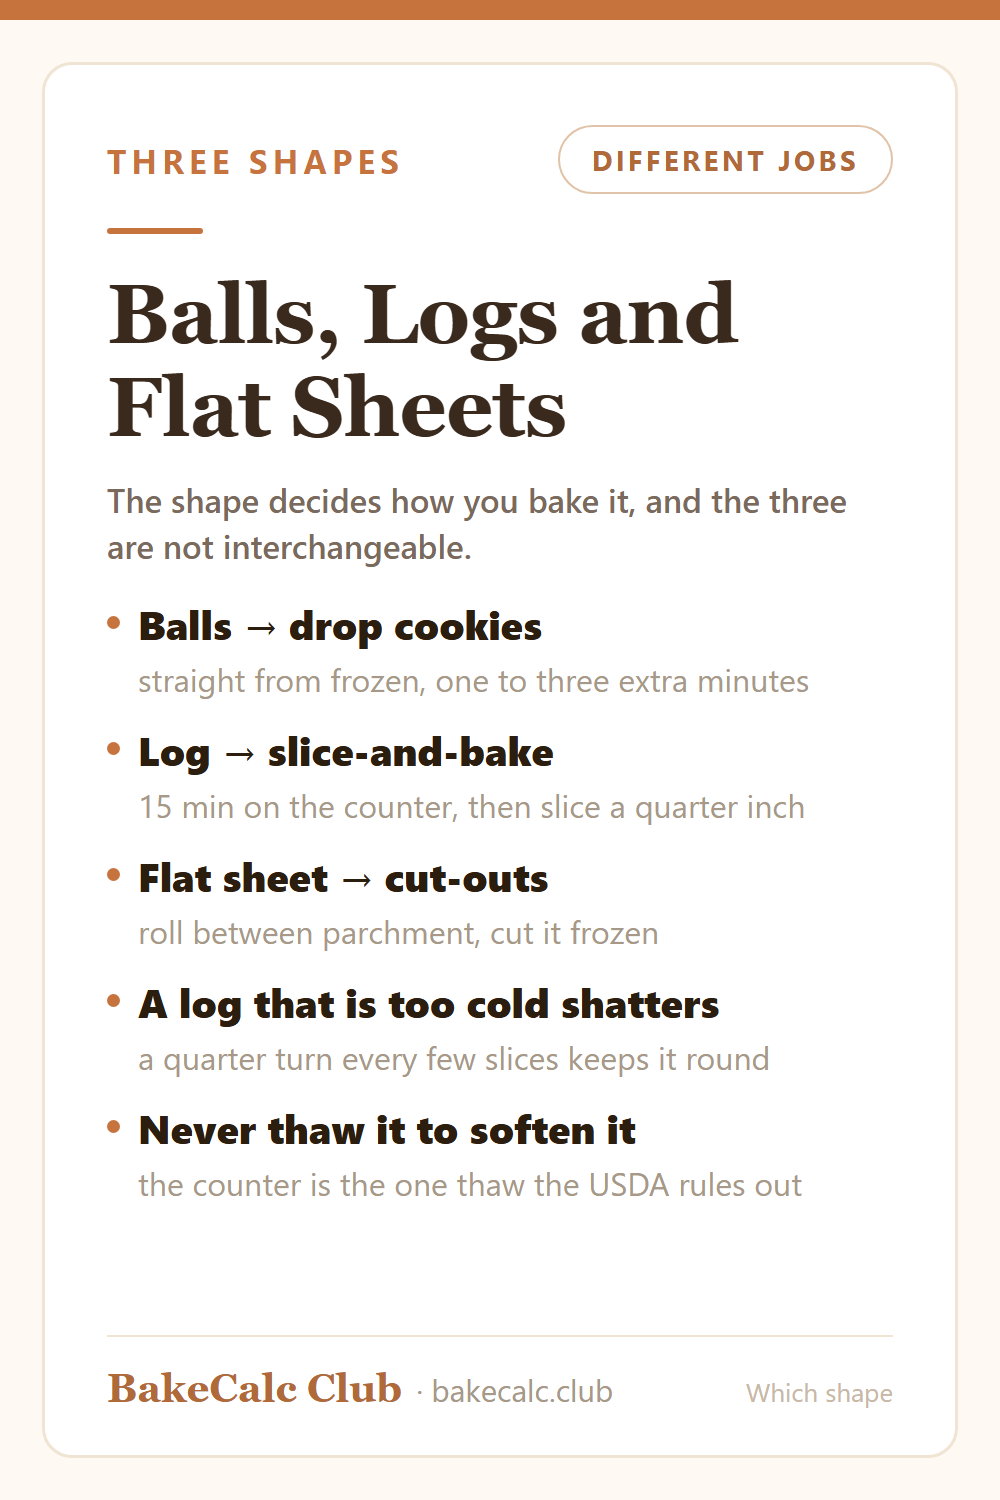 THREE SHAPES
DIFFERENT JOBS
Balls, Logs and
Flat Sheets
The shape decides how you bake it, and the three
are not interchangeable.
• Balls → drop cookies
straight from frozen, one to three extra minutes
• Log → slice-and-bake
15 min on the counter, then slice a quarter inch
• Flat sheet → cut-outs
roll between parchment, cut it frozen
• A log that is too cold shatters
a quarter turn every few slices keeps it round
• Never thaw it to soften it
the counter is the one thaw the USDA rules out
BakeCalc Club · bakecalc.club
Which shape